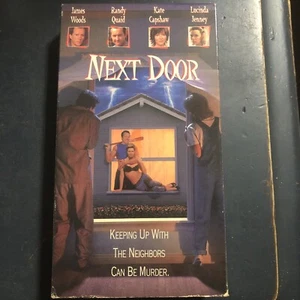 James Randy Kate Lucinda
Woods Quaid Capshaw Jenney
NEXT DOOR
KEEPING UP WITH
THE NEIGHBORS
CAN BE MURDER.